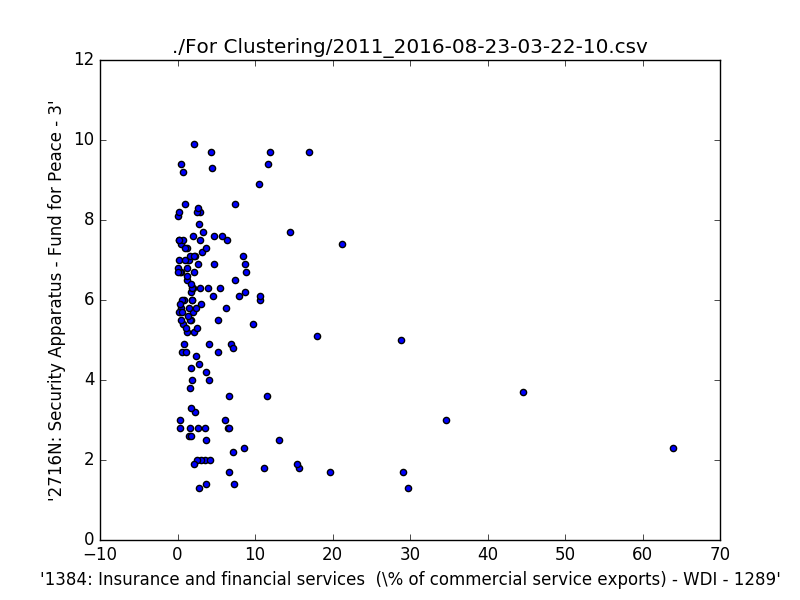 ./For Clustering/2011_2016-08-23-03-22-10.csv
'2716N: Security Apparatus - Fund for Peace - 3'
12
10
8
6
4
2
0
−10 0 10 20 30 40 50 60 70
'1384: Insurance and financial services  (\% of commercial service exports) - WDI - 1289'